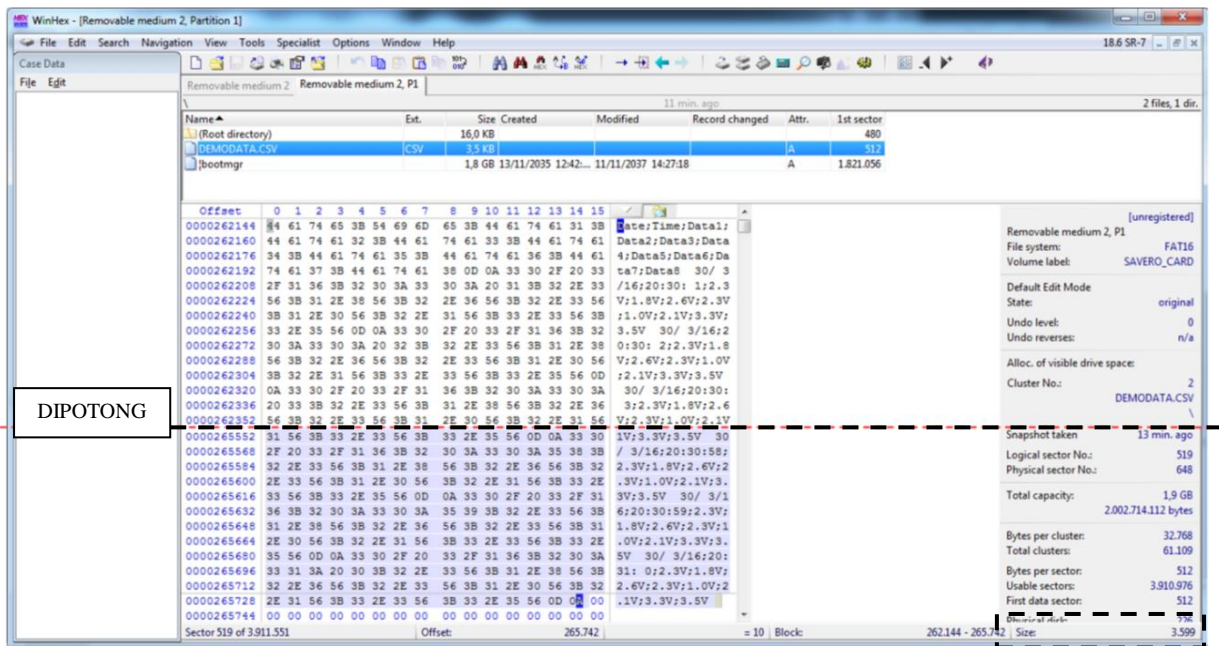 WinHex - [Removable medium 2, Partition 1]
File Edit Search Navigation View Tools Specialist Options Window Help 18.6 SR-7
Case Data
File Edit
Removable medium 2 Removable medium 2, P1
\ 11 min. ago 2 files, 1 dir.
Name Ext. Size Created Modified Record changed Attr. 1st sector
(Root directory) 16,0 KB 480
DEMODATA.CSV CSV 3,5 KB A 512
!bootmgr 1,8 GB 13/11/2035 12:42:... 11/11/2037 14:27:18 A 1.821.056
Offset 0 1 2 3 4 5 6 7 8 9 10 11 12 13 14 15
0000262144 44 61 74 65 3B 54 69 6D 65 3B 44 61 74 61 31 3B Date;Time;Data1;
0000262160 44 61 74 61 32 3B 44 61 74 61 33 3B 44 61 74 61 Data2;Data3;Data
0000262176 34 3B 44 61 74 61 35 3B 44 61 74 61 36 3B 44 61 4;Data5;Data6;Da
0000262192 74 61 37 3B 44 61 74 61 38 0D 0A 33 30 2F 20 33 ta7;Data8 30/ 3
0000262208 2F 31 36 3B 32 30 3A 33 30 3A 20 31 3B 32 2E 33 /16;20:30: 1;2.3
0000262224 56 3B 31 2E 38 56 3B 32 2E 36 56 3B 32 2E 33 56 V;1.8V;2.6V;2.3V
0000262240 3B 31 2E 30 56 3B 32 2E 31 56 3B 33 2E 33 56 3B ;1.0V;2.1V;3.3V;
0000262256 33 2E 35 56 0D 0A 33 30 2F 20 33 2F 31 36 3B 32 3.5V 30/ 3/16;2
0000262272 30 3A 33 30 3A 20 32 3B 32 2E 33 56 3B 31 2E 38 0:30: 2;2.3V;1.8
0000262288 56 3B 32 2E 36 56 3B 32 2E 33 56 3B 31 2E 30 56 V;2.6V;2.3V;1.0V
0000262304 3B 32 2E 31 56 3B 33 2E 33 56 3B 33 2E 35 56 0D ;2.1V;3.3V;3.5V
0000262320 0A 33 30 2F 20 33 2F 31 36 3B 32 30 3A 33 30 3A 30/ 3/16;20:30:
0000262336 20 33 3B 32 2E 33 56 3B 31 2E 38 56 3B 32 2E 36 3;2.3V;1.8V;2.6
0000262352 56 3B 32 2E 33 56 3B 31 2E 30 56 3B 32 2E 31 56 V;2.3V;1.0V;2.1V
DIPOTONG
0000265552 31 56 3B 33 2E 33 56 3B 33 2E 35 56 0D 0A 33 30 1V;3.3V;3.5V 30
0000265568 2F 20 33 2F 31 36 3B 32 30 3A 33 30 3A 35 38 3B / 3/16;20:30:58;
0000265584 32 2E 33 56 3B 31 2E 38 56 3B 32 2E 36 56 3B 32 2.3V;1.8V;2.6V;2
0000265600 2E 33 56 3B 31 2E 30 56 3B 32 2E 31 56 3B 33 2E .3V;1.0V;2.1V;3.
0000265616 33 56 3B 33 2E 35 56 0D 0A 33 30 2F 20 33 2F 31 3V;3.5V 30/ 3/1
0000265632 36 3B 32 30 3A 33 30 3A 35 39 3B 32 2E 33 56 3B 6;20:30:59;2.3V;
0000265648 31 2E 38 56 3B 32 2E 36 56 3B 32 2E 33 56 3B 31 1.8V;2.6V;2.3V;1
0000265664 2E 30 56 3B 32 2E 31 56 3B 33 2E 33 56 3B 33 2E .0V;2.1V;3.3V;3.
0000265680 35 56 0D 0A 33 30 2F 20 33 2F 31 36 3B 32 30 3A 5V 30/ 3/16;20:
0000265696 33 31 3A 20 30 3B 32 2E 33 56 3B 31 2E 38 56 3B 31: 0;2.3V;1.8V;
0000265712 32 2E 36 56 3B 32 2E 33 56 3B 31 2E 30 56 3B 32 2.6V;2.3V;1.0V;2
0000265728 2E 31 56 3B 33 2E 33 56 3B 33 2E 35 56 0D 0A 00 .1V;3.3V;3.5V
0000265744 00 00 00 00 00 00 00 00 00 00 00 00 00 00 00 00
[unregistered]
Removable medium 2, P1
File system: FAT16
Volume label: SAVERO_CARD
Default Edit Mode
State: original
Undo level: 0
Undo reverses: n/a
Alloc. of visible drive space:
Cluster No.: 2
DEMODATA.CSV
\
Snapshot taken 13 min. ago
Logical sector No.: 519
Physical sector No.: 648
Total capacity: 1,9 GB
2.002.714.112 bytes
Bytes per cluster: 32.768
Total clusters: 61.109
Bytes per sector: 512
Usable sectors: 3.910.976
First data sector: 512
Physical disk: 226
Sector 519 of 3.911.551 Offset: 265.742 = 10 Block: 262.144 - 265.742 Size: 3.599